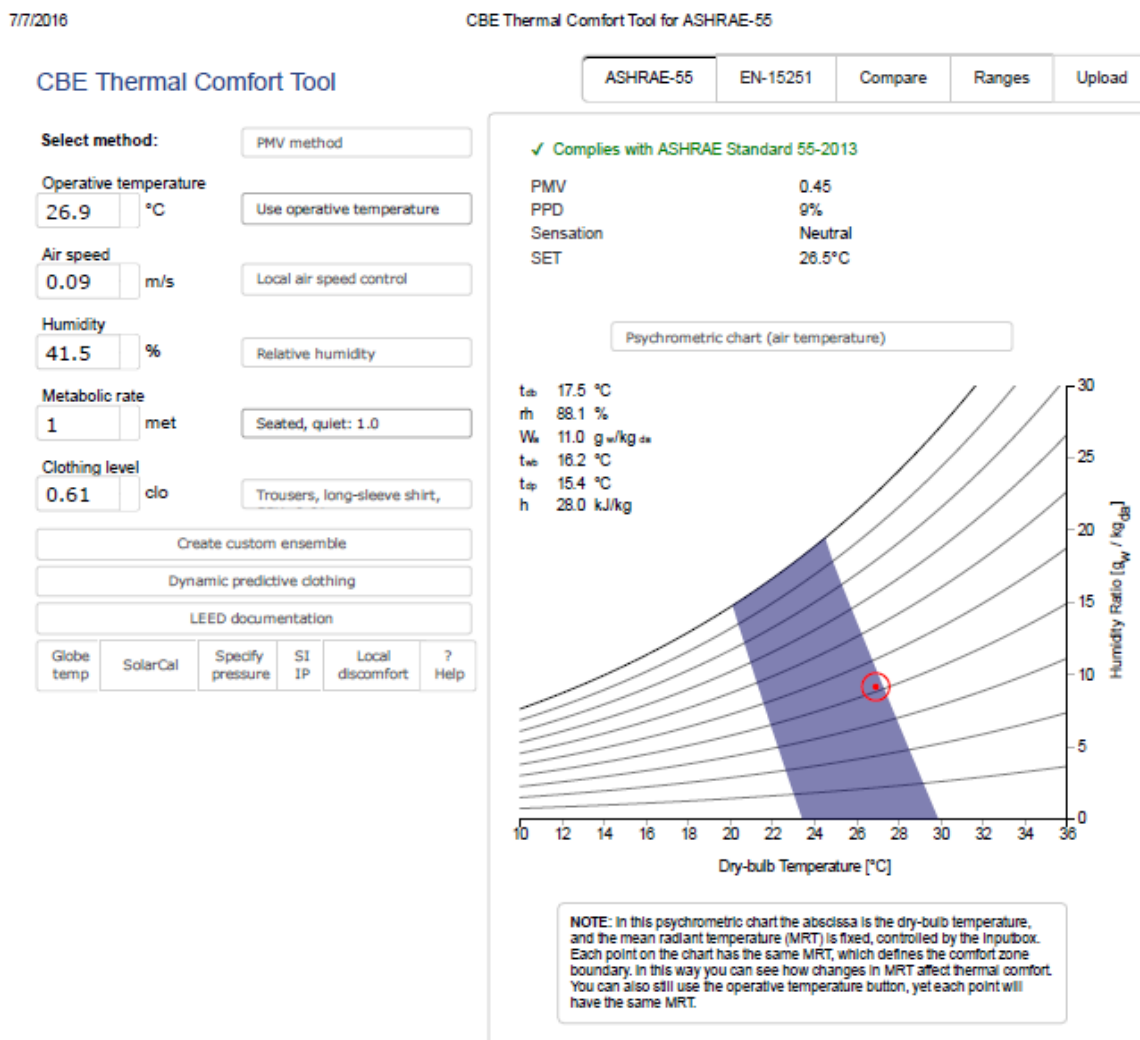 7/7/2016
CBE Thermal Comfort Tool for ASHRAE-55
CBE Thermal Comfort Tool
ASHRAE-55
EN-15251
Compare
Ranges
Upload
Select method:
PMV method
Operative temperature
26.9 °C
Use operative temperature
Air speed
0.09 m/s
Local air speed control
Humidity
41.5 %
Relative humidity
Metabolic rate
1 met
Seated, quiet: 1.0
Clothing level
0.61 clo
Trousers, long-sleeve shirt,
Create custom ensemble
Dynamic predictive clothing
LEED documentation
Globe temp
SolarCal
Specify pressure
SI IP
Local discomfort
? Help
✓ Complies with ASHRAE Standard 55-2013
PMV 0.45
PPD 9%
Sensation Neutral
SET 26.5°C
Psychrometric chart (air temperature)
tdb 17.5 °C
rh 88.1 %
Wa 11.0 g w/kg da
twb 16.2 °C
tdp 15.4 °C
h 28.0 kJ/kg
30
25
20
15
10
5
0
Humidity Ratio [gw / kgda]
10 12 14 16 18 20 22 24 26 28 30 32 34 36
Dry-bulb Temperature [°C]
NOTE: In this psychrometric chart the abscissa is the dry-bulb temperature,
and the mean radiant temperature (MRT) is fixed, controlled by the inputbox.
Each point on the chart has the same MRT, which defines the comfort zone
boundary. In this way you can see how changes in MRT affect thermal comfort.
You can also still use the operative temperature button, yet each point will
have the same MRT.